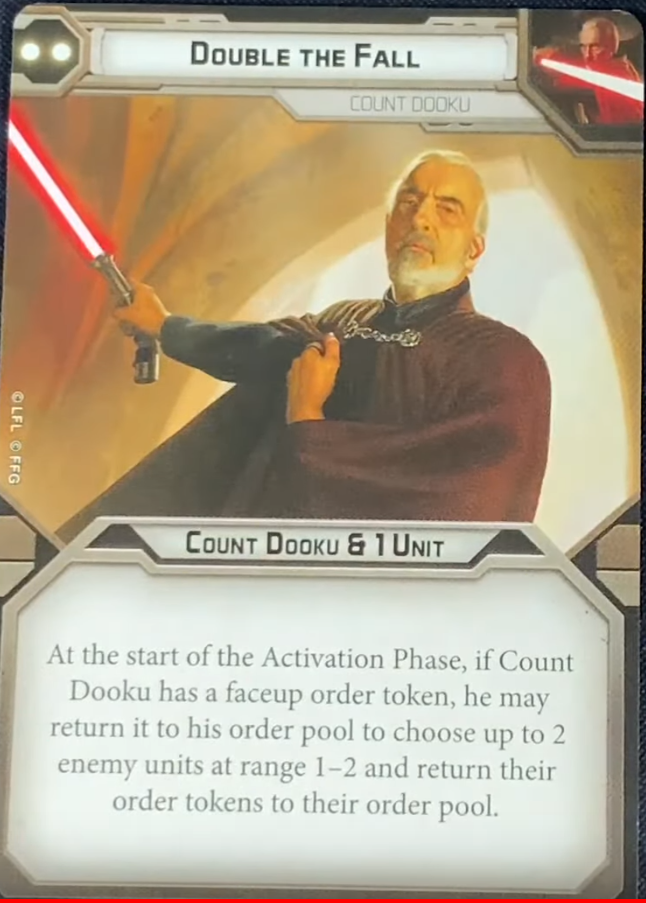 Double the Fall
COUNT DOOKU
© LFL © FFG
Count Dooku & 1 Unit
At the start of the Activation Phase, if Count
Dooku has a faceup order token, he may
return it to his order pool to choose up to 2
enemy units at range 1–2 and return their
order tokens to their order pool.